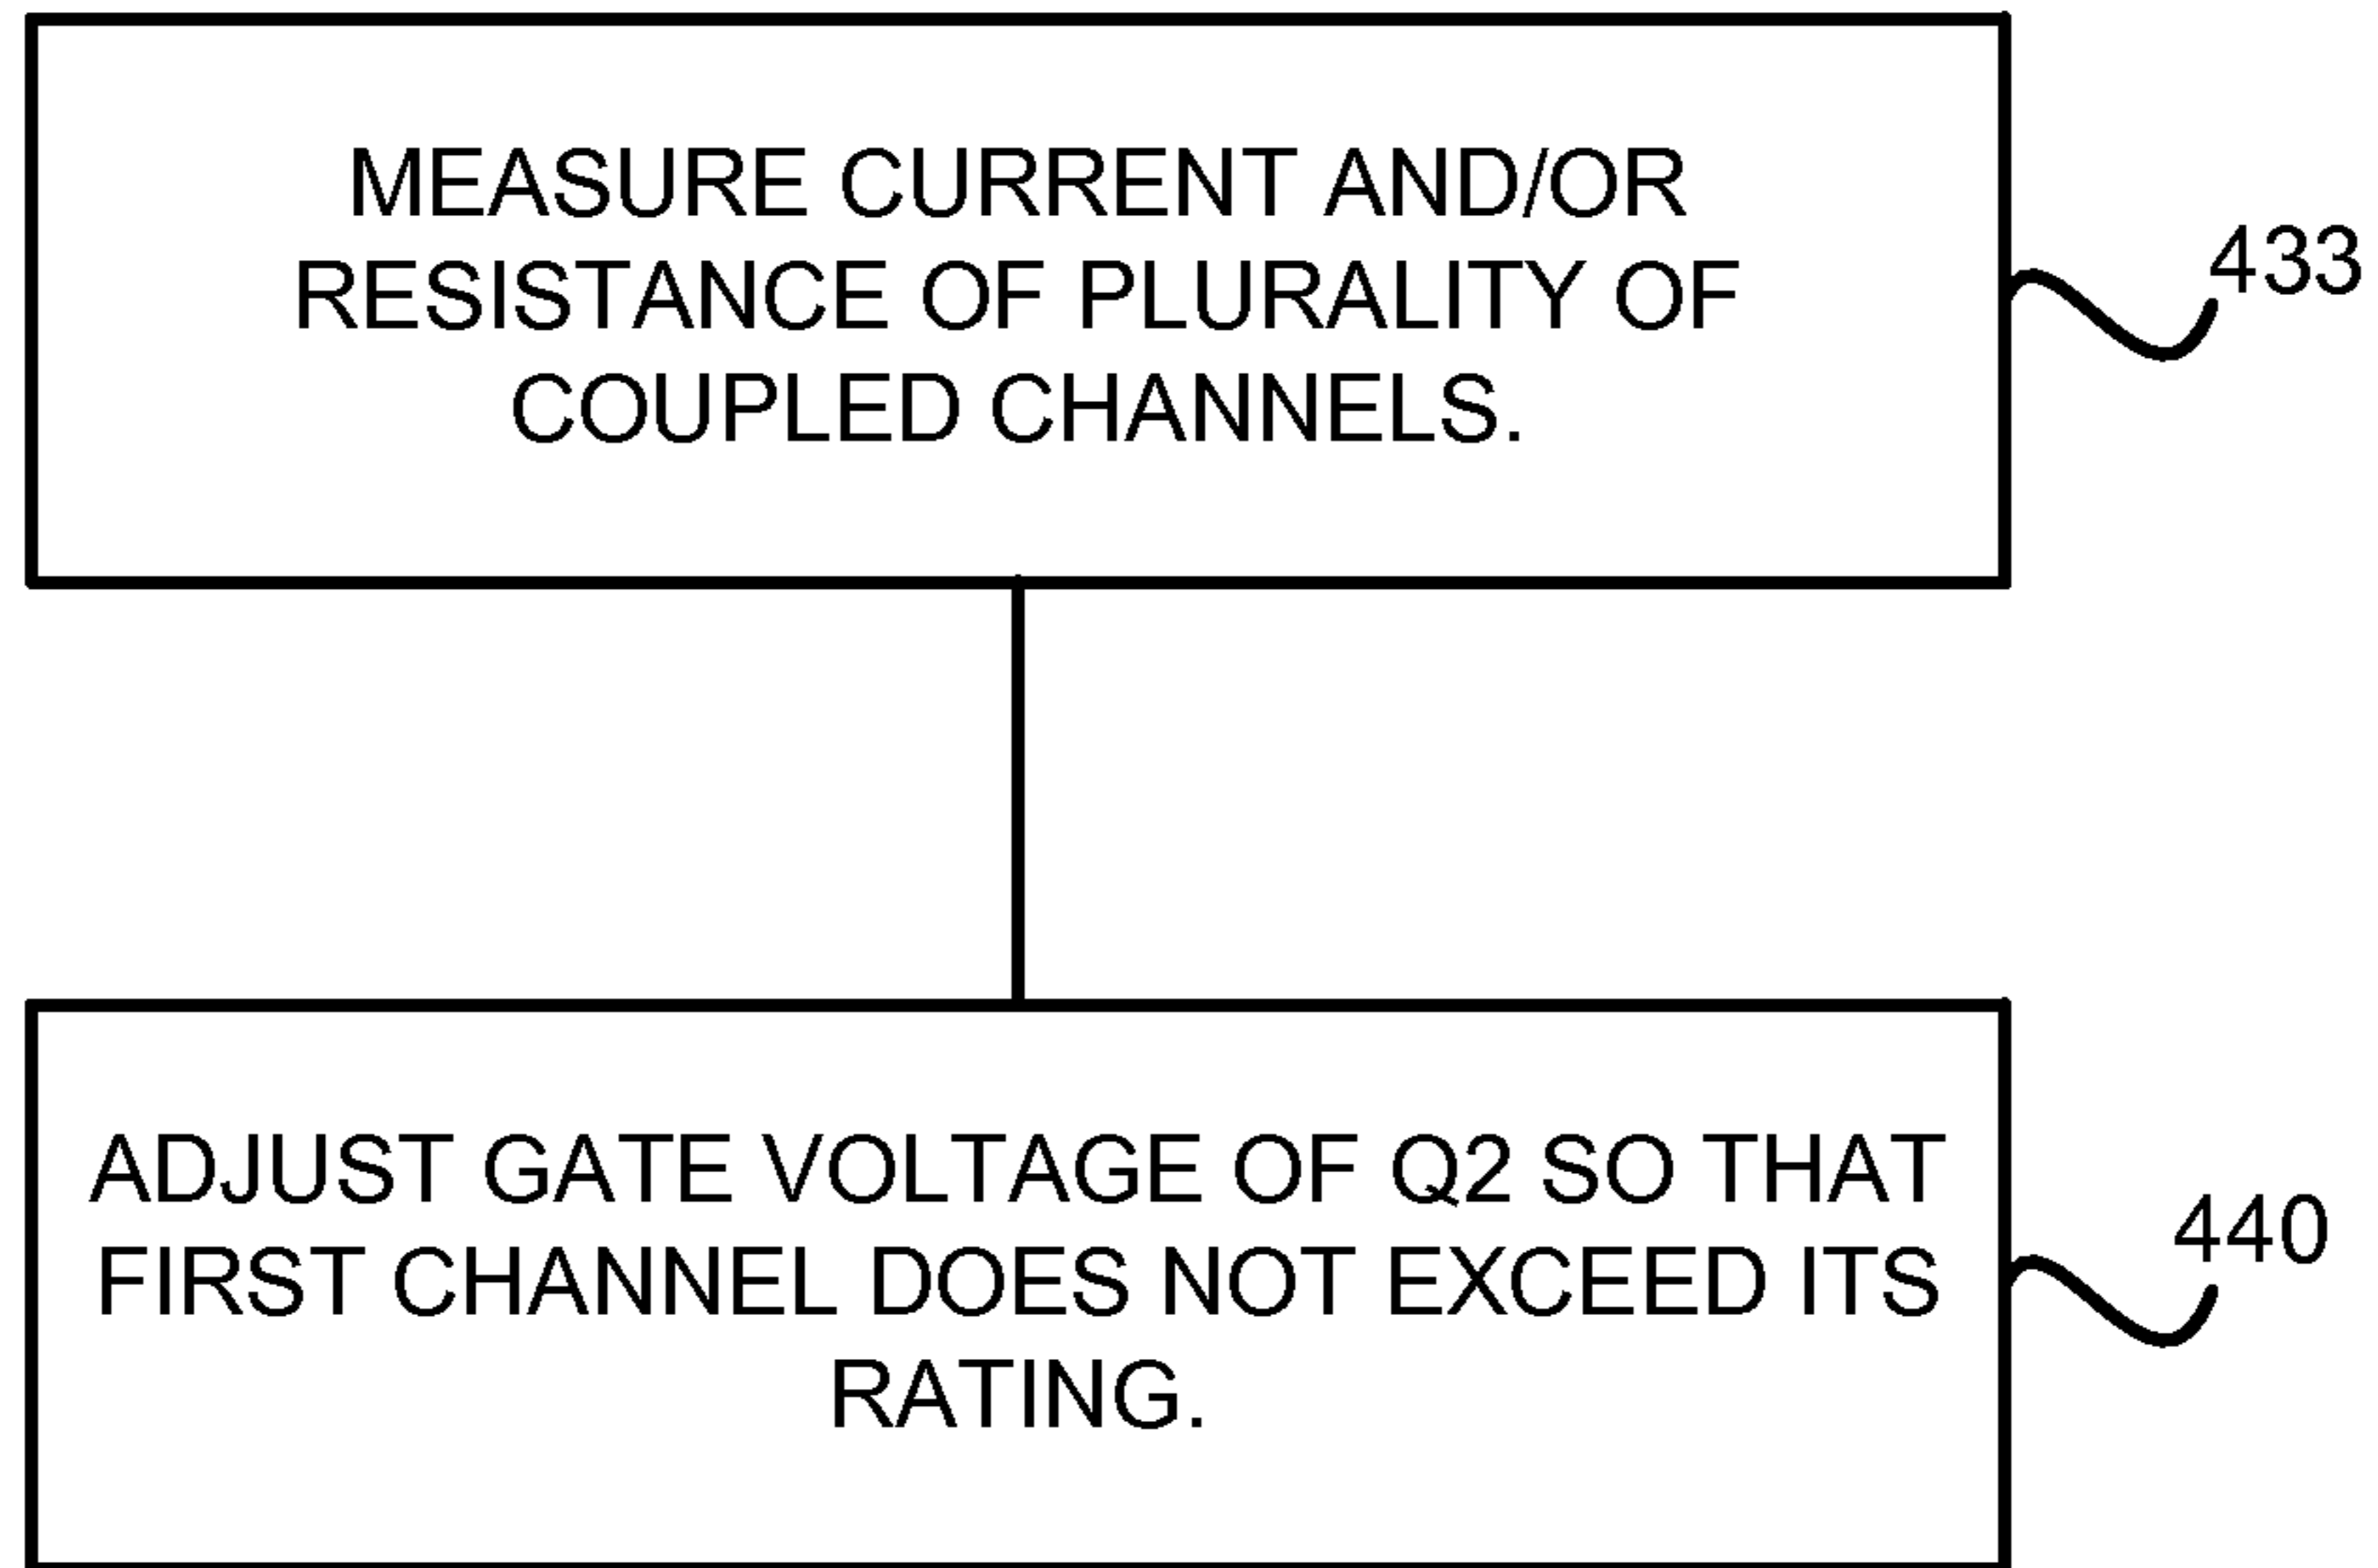 MEASURE CURRENT AND/OR
RESISTANCE OF PLURALITY OF
COUPLED CHANNELS.
433
ADJUST GATE VOLTAGE OF Q2 SO THAT
FIRST CHANNEL DOES NOT EXCEED ITS
RATING.
440